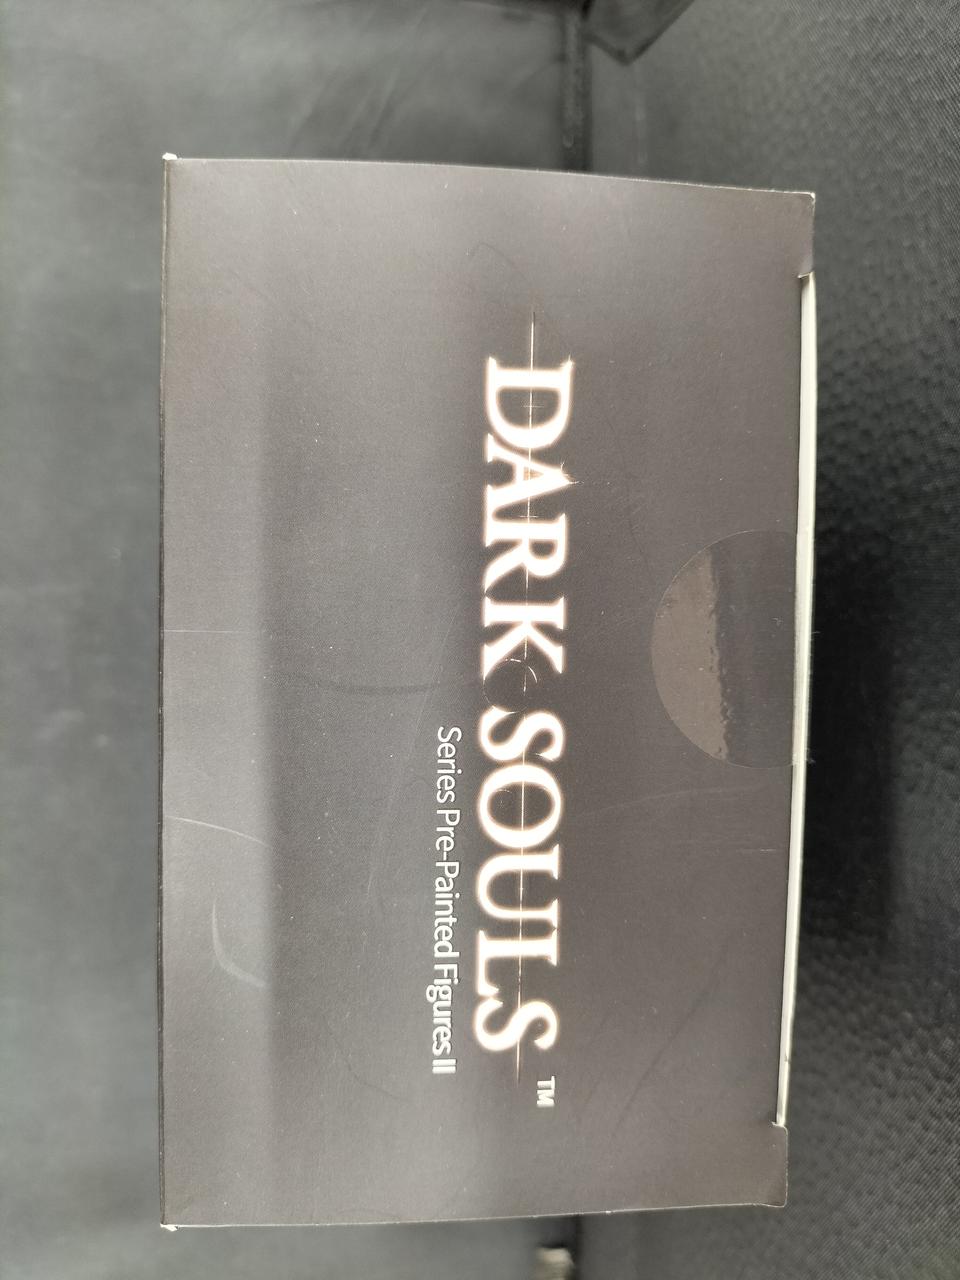 DARK SOULS™
Series Pre-Painted Figures II